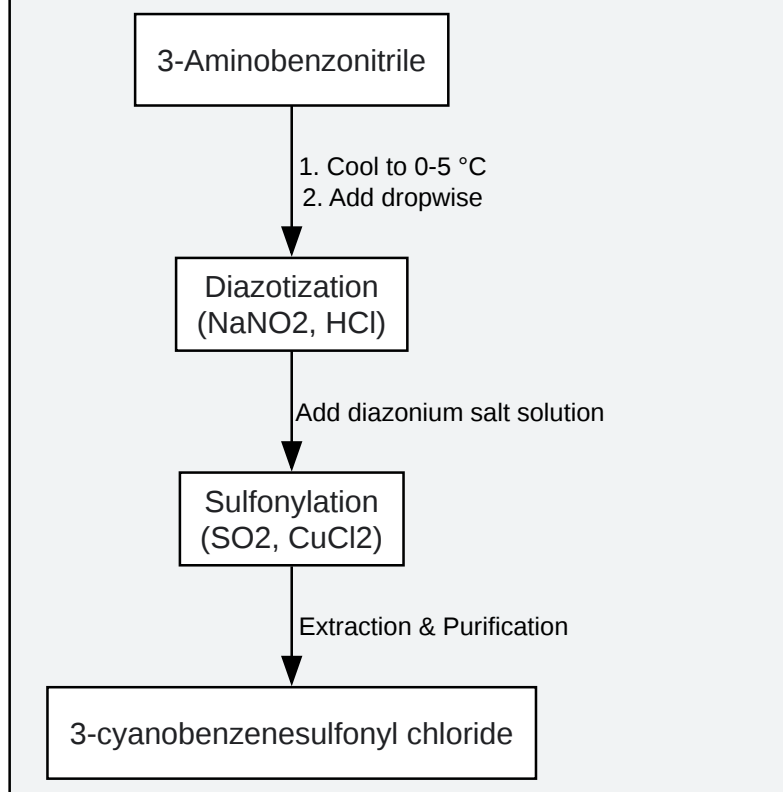 3-Aminobenzonitrile
1. Cool to 0-5 °C
2. Add dropwise
Diazotization
(NaNO2, HCl)
Add diazonium salt solution
Sulfonylation
(SO2, CuCl2)
Extraction & Purification
3-cyanobenzenesulfonyl chloride